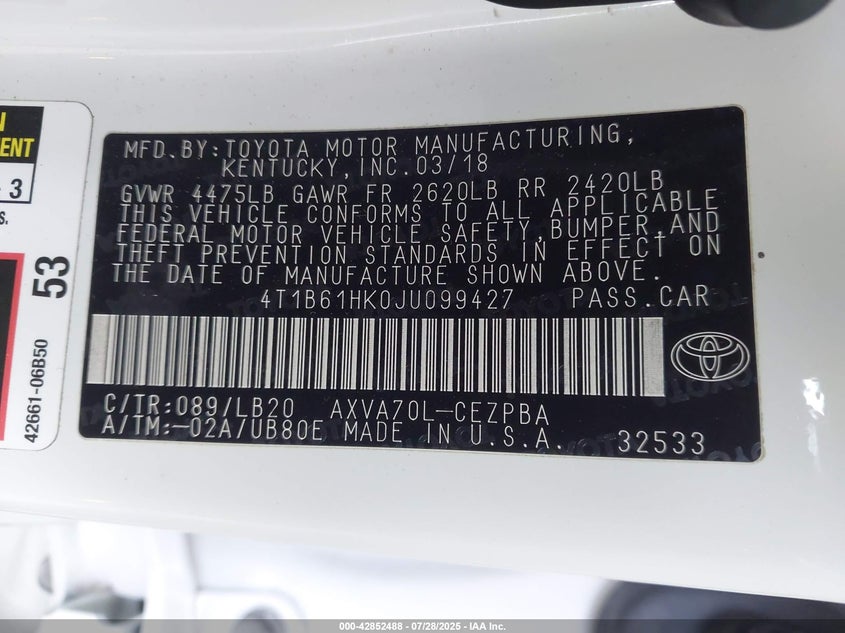 N
ENT
3
s.
53
42661-06B50
MFD.BY:TOYOTA MOTOR MANUFACTURING,
KENTUCKY,INC.03/18
GVWR 4475LB GAWR FR 2620LB RR 2420LB
THIS VEHICLE CONFORMS TO ALL APPLICABLE
FEDERAL MOTOR VEHICLE SAFETY,BUMPER,AND
THEFT PREVENTION STANDARDS IN EFFECT ON
THE DATE OF MANUFACTURE SHOWN ABOVE.
4T1B61HK0JU099427 PASS.CAR
C/TR:089/LB20 AXVA70L-CEZPBA
A/TM:-02A/UB80E MADE IN U.S.A. 32533
000-42852488 - 07/28/2025 - IAA Inc.